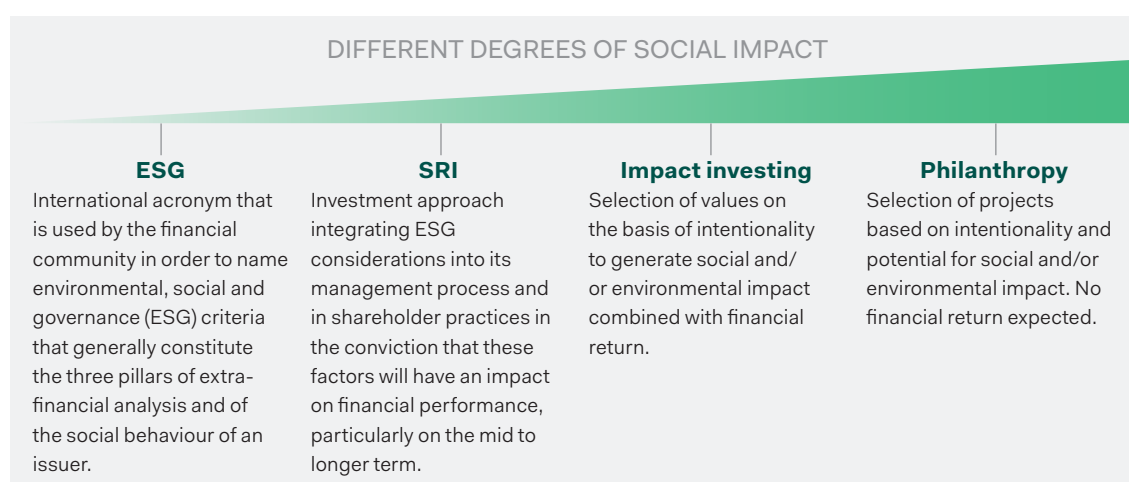 DIFFERENT DEGREES OF SOCIAL IMPACT
ESG
International acronym that
is used by the financial
community in order to name
environmental, social and
governance (ESG) criteria
that generally constitute
the three pillars of extra-
financial analysis and of
the social behaviour of an
issuer.
SRI
Investment approach
integrating ESG
considerations into its
management process and
in shareholder practices in
the conviction that these
factors will have an impact
on financial performance,
particularly on the mid to
longer term.
Impact investing
Selection of values on
the basis of intentionality
to generate social and/
or environmental impact
combined with financial
return.
Philanthropy
Selection of projects
based on intentionality and
potential for social and/or
environmental impact. No
financial return expected.